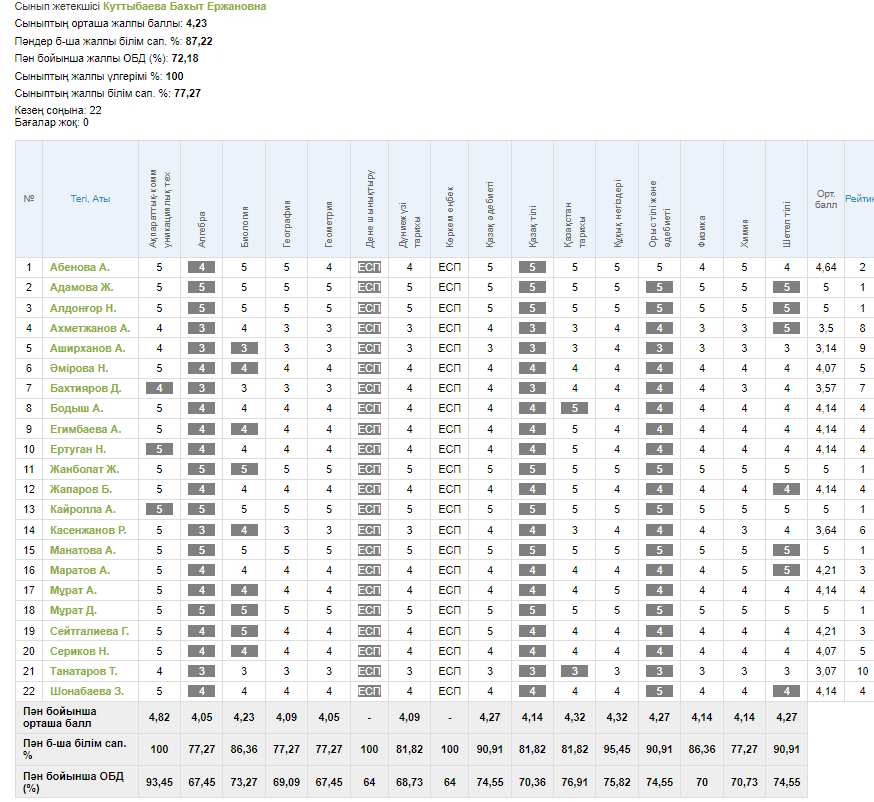 Сынып жетекшісі Куттыбаева Бахыт Ержановна
Сыныптың орташа жалпы баллы: 4,23
Пәндер б-ша жалпы білім сап. %: 87,22
Пән бойынша жалпы ОБД (%): 72,18
Сыныптың жалпы үлгерімі %: 100
Сыныптың жалпы білім сап. %: 77,27
Кезең соңына: 22
Бағалар жоқ: 0
№ Тегі, Аты Ақпараттық-комм уникациялық тех Алгебра Биология География Геометрия Дене шынықтыру Дүниежүзі тарихы Көркем еңбек Қазақ әдебиеті Қазақ тілі Қазақстан тарихы Құқық негіздері Орыс тілі және әдебиеті Физика Химия Шетел тілі Орт. балл Рейтин
1 Абенова А. 5 4 5 5 4 ЕСП 4 ЕСП 5 5 5 5 5 4 5 4 4,64 2
2 Адамова Ж. 5 5 5 5 5 ЕСП 5 ЕСП 5 5 5 5 5 5 5 5 5 1
3 Алдонғор Н. 5 5 5 5 5 ЕСП 5 ЕСП 5 5 5 5 5 5 5 5 5 1
4 Ахметжанов А. 4 3 4 3 3 ЕСП 3 ЕСП 4 3 3 4 4 3 3 5 3,5 8
5 Аширханов А. 4 3 3 3 3 ЕСП 3 ЕСП 3 3 3 4 3 3 3 3 3,14 9
6 Әмірова Н. 5 4 4 4 4 ЕСП 4 ЕСП 4 4 4 4 4 4 4 4 4,07 5
7 Бахтияров Д. 4 3 3 3 3 ЕСП 4 ЕСП 4 3 4 4 4 4 3 4 3,57 7
8 Бодыш А. 5 4 4 4 4 ЕСП 4 ЕСП 4 4 5 4 4 4 4 4 4,14 4
9 Егимбаева А. 5 4 4 4 4 ЕСП 4 ЕСП 4 4 5 4 4 4 4 4 4,14 4
10 Ертуган Н. 5 4 4 4 4 ЕСП 4 ЕСП 4 4 5 4 4 4 4 4 4,14 4
11 Жанболат Ж. 5 5 5 5 5 ЕСП 5 ЕСП 5 5 5 5 5 5 5 5 5 1
12 Жапаров Б. 5 4 4 4 4 ЕСП 4 ЕСП 4 4 5 4 4 4 4 4 4,14 4
13 Кайролла А. 5 5 5 5 5 ЕСП 5 ЕСП 5 5 5 5 5 5 5 5 5 1
14 Касенжанов Р. 5 3 4 3 3 ЕСП 3 ЕСП 4 4 3 4 4 4 3 4 3,64 6
15 Манатова А. 5 5 5 5 5 ЕСП 5 ЕСП 5 5 5 5 5 5 5 5 5 1
16 Маратов А. 5 4 4 4 4 ЕСП 4 ЕСП 4 4 4 4 4 4 5 5 4,21 3
17 Мұрат А. 5 4 4 4 4 ЕСП 4 ЕСП 4 4 4 5 4 4 4 4 4,14 4
18 Мұрат Д. 5 5 5 5 5 ЕСП 5 ЕСП 5 5 5 5 5 5 5 5 5 1
19 Сейтгалиева Г. 5 4 5 4 4 ЕСП 4 ЕСП 5 4 4 4 4 4 4 4 4,21 3
20 Сериков Н. 5 4 4 4 4 ЕСП 4 ЕСП 4 4 4 4 4 4 4 4 4,07 5
21 Танатаров Т. 4 3 3 3 3 ЕСП 3 ЕСП 3 3 3 3 3 3 3 3 3,07 10
22 Шонабаева З. 5 4 4 4 4 ЕСП 4 ЕСП 4 4 4 4 5 4 4 4 4,14 4
Пән бойынша
орташа балл 4,82 4,05 4,23 4,09 4,05 - 4,09 - 4,27 4,14 4,32 4,32 4,27 4,14 4,14 4,27
Пән б-ша білім сап.
% 100 77,27 86,36 77,27 77,27 100 81,82 100 90,91 81,82 81,82 95,45 90,91 86,36 77,27 90,91
Пән бойынша ОБД
(%) 93,45 67,45 73,27 69,09 67,45 64 68,73 64 74,55 70,36 76,91 75,82 74,55 70 70,73 74,55